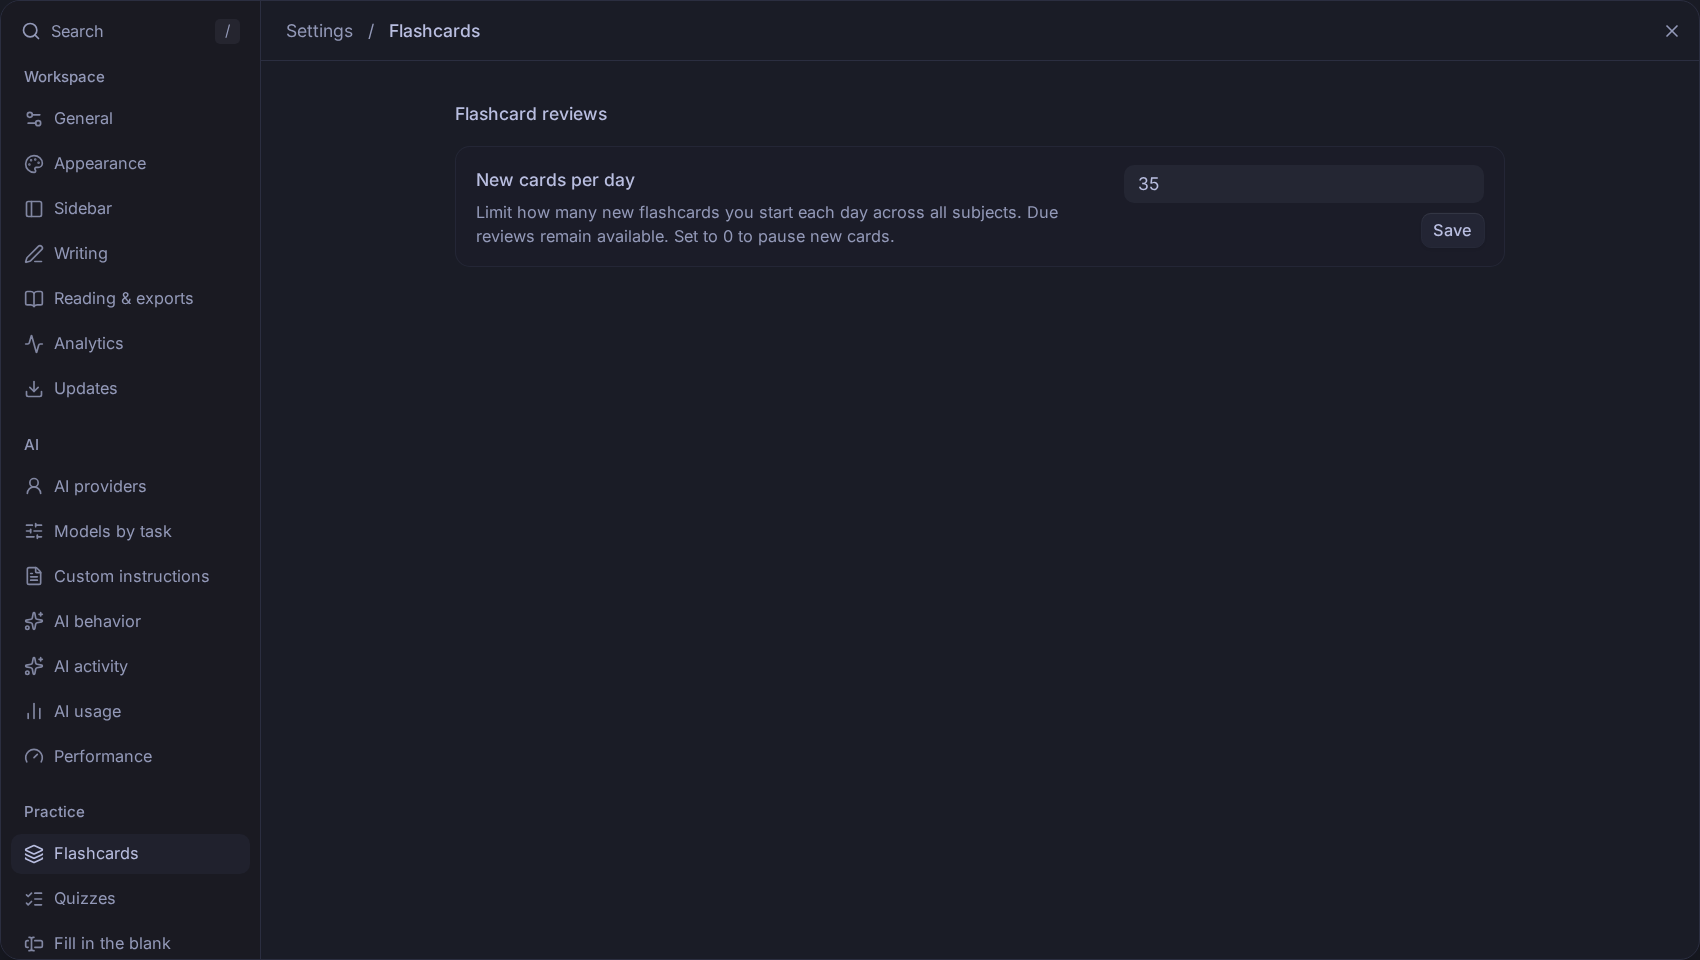 Search /
Workspace
General
Appearance
Sidebar
Writing
Reading & exports
Analytics
Updates
AI
AI providers
Models by task
Custom instructions
AI behavior
AI activity
AI usage
Performance
Practice
Flashcards
Quizzes
Fill in the blank
Settings / Flashcards
Flashcard reviews
New cards per day
Limit how many new flashcards you start each day across all subjects. Due
reviews remain available. Set to 0 to pause new cards.
35
Save